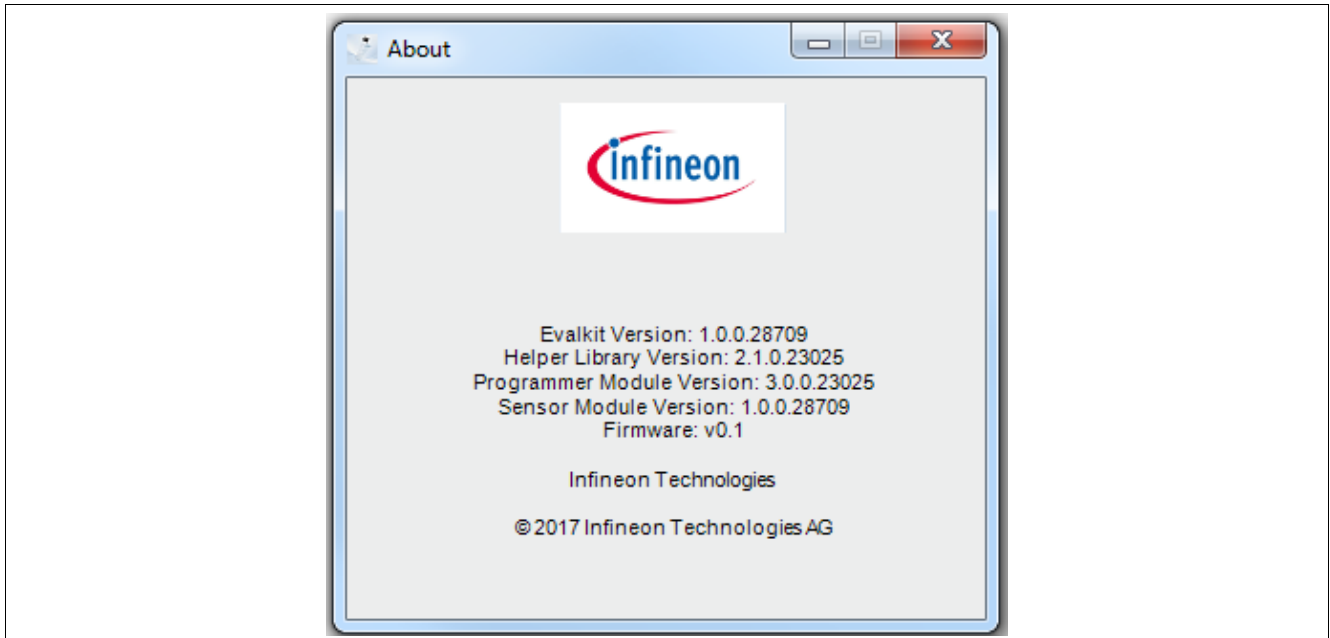 About
infineon
Evalkit Version: 1.0.0.28709
Helper Library Version: 2.1.0.23025
Programmer Module Version: 3.0.0.23025
Sensor Module Version: 1.0.0.28709
Firmware: v0.1
Infineon Technologies
© 2017 Infineon Technologies AG